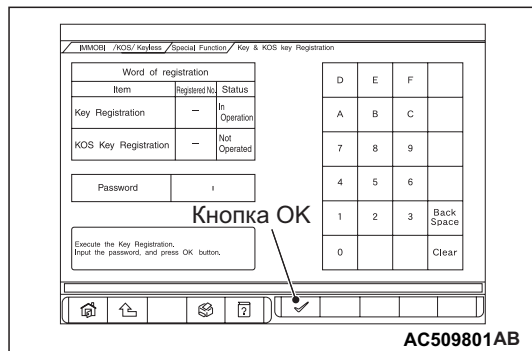 IMMOBI /KOS/ Keyless /Special Function/ Key & KOS key Registration
Word of registration
Item Registered No. Status
Key Registration – In Operation
KOS Key Registration – Not Operated
Password ı
Execute the Key Registration.
Input the password, and press OK button.
D E F
A B C
7 8 9
4 5 6
1 2 3 Back Space
0 Clear
Кнопка OK
?
AC509801AB